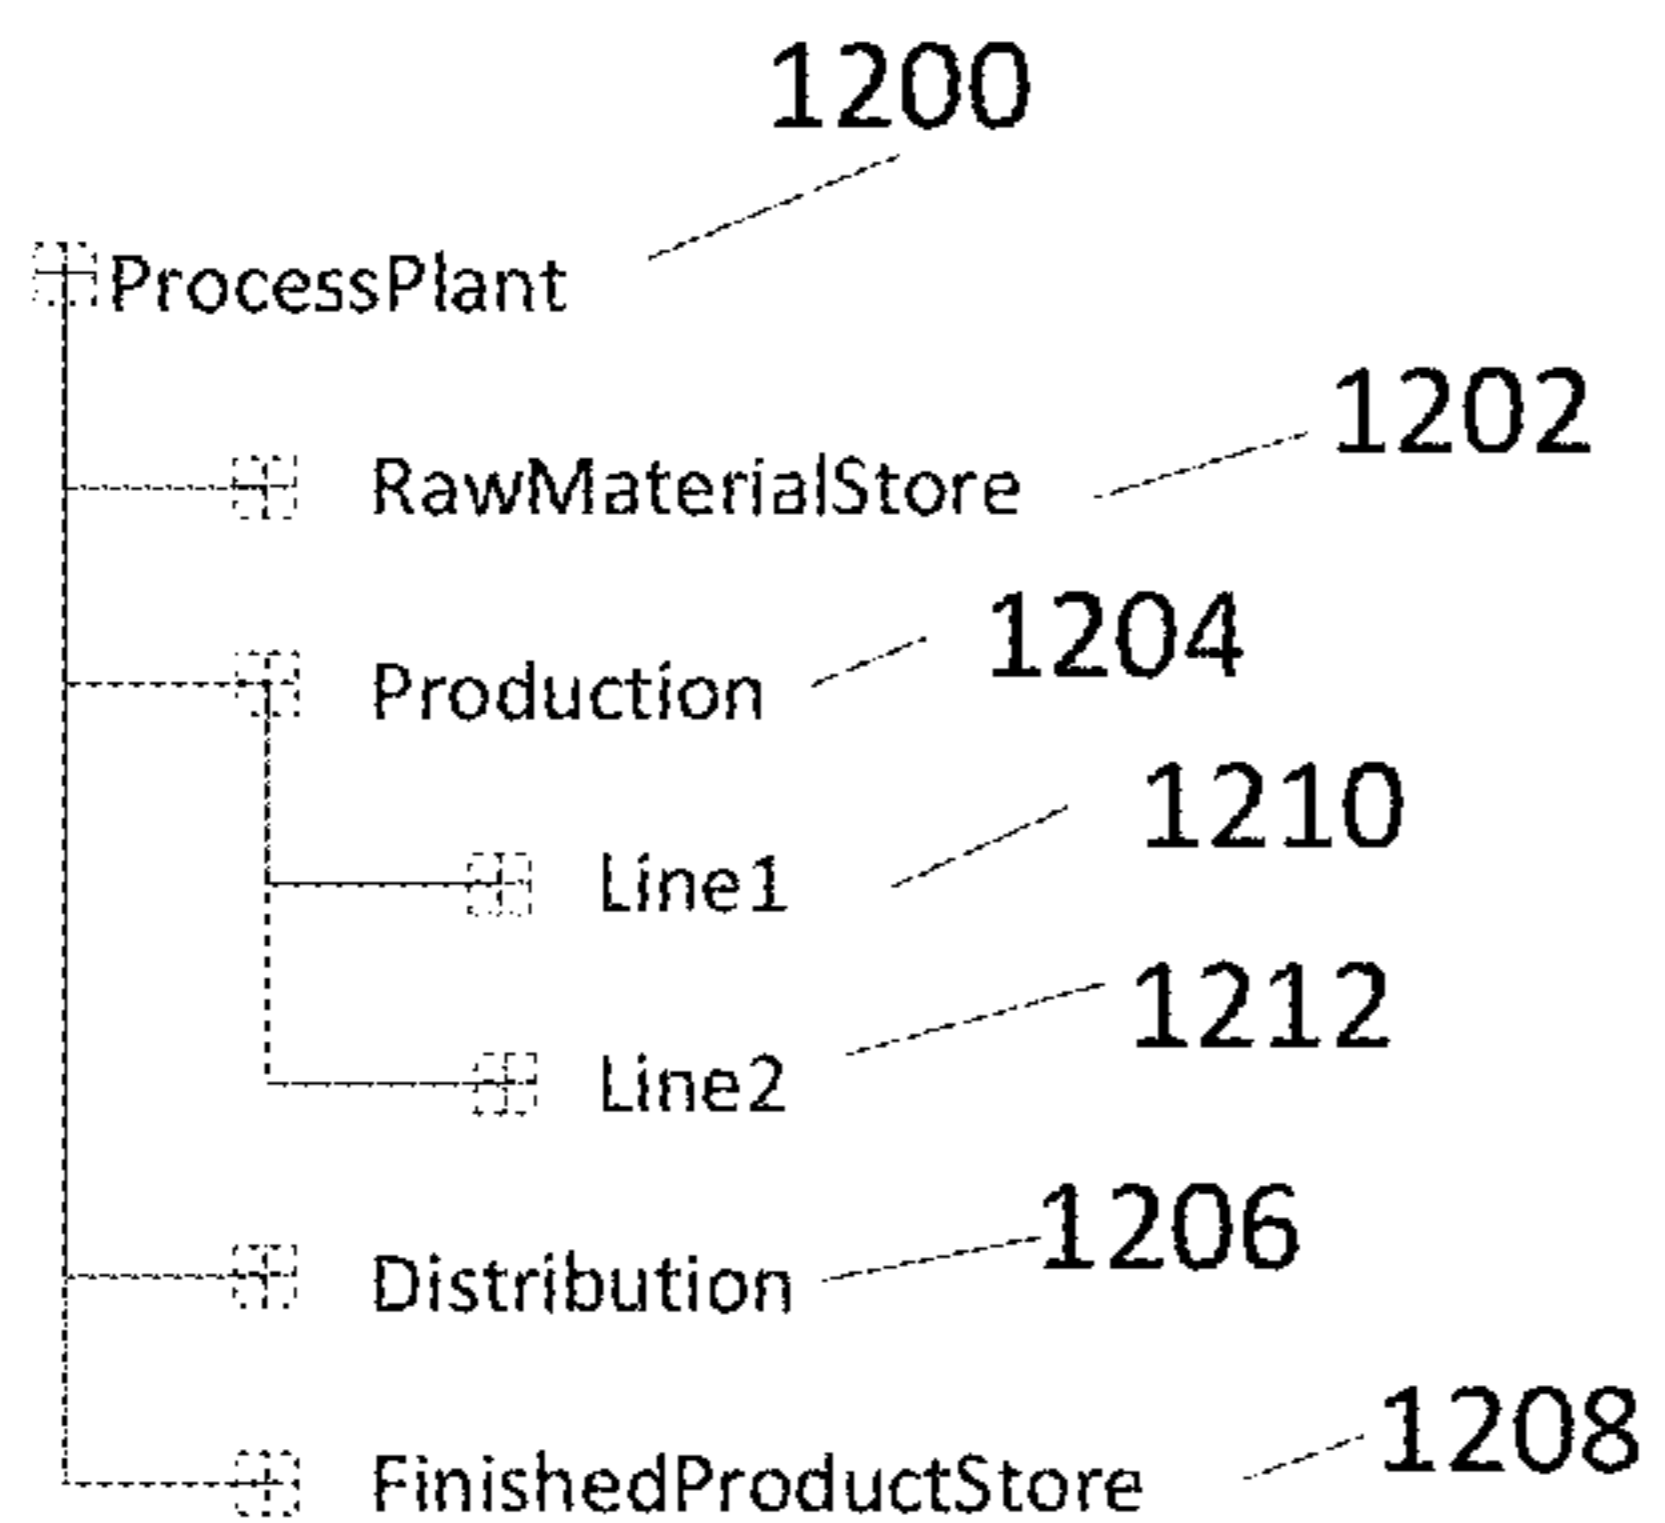 1200
ProcessPlant
1202
RawMaterialStore
1204
Production
1210
Line1
1212
Line2
1206
Distribution
1208
FinishedProductStore